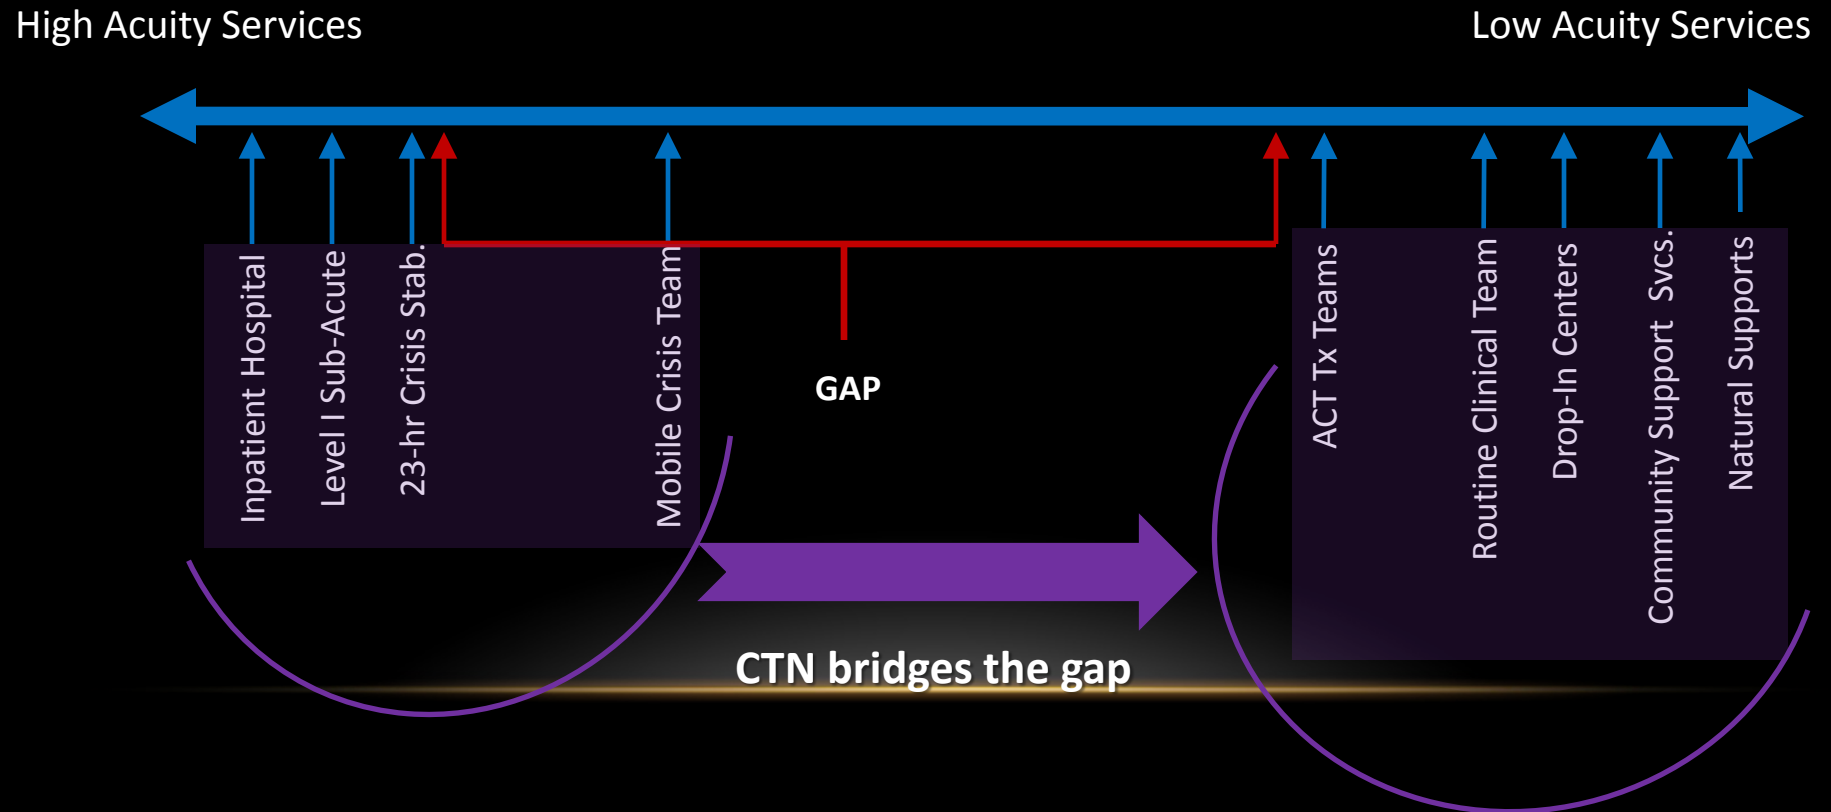 High Acuity Services
Low Acuity Services
Inpatient Hospital
Level I Sub-Acute
23-hr Crisis Stab.
Mobile Crisis Team
GAP
ACT Tx Teams
Routine Clinical Team
Drop-In Centers
Community Support  Svcs.
Natural Supports
CTN bridges the gap